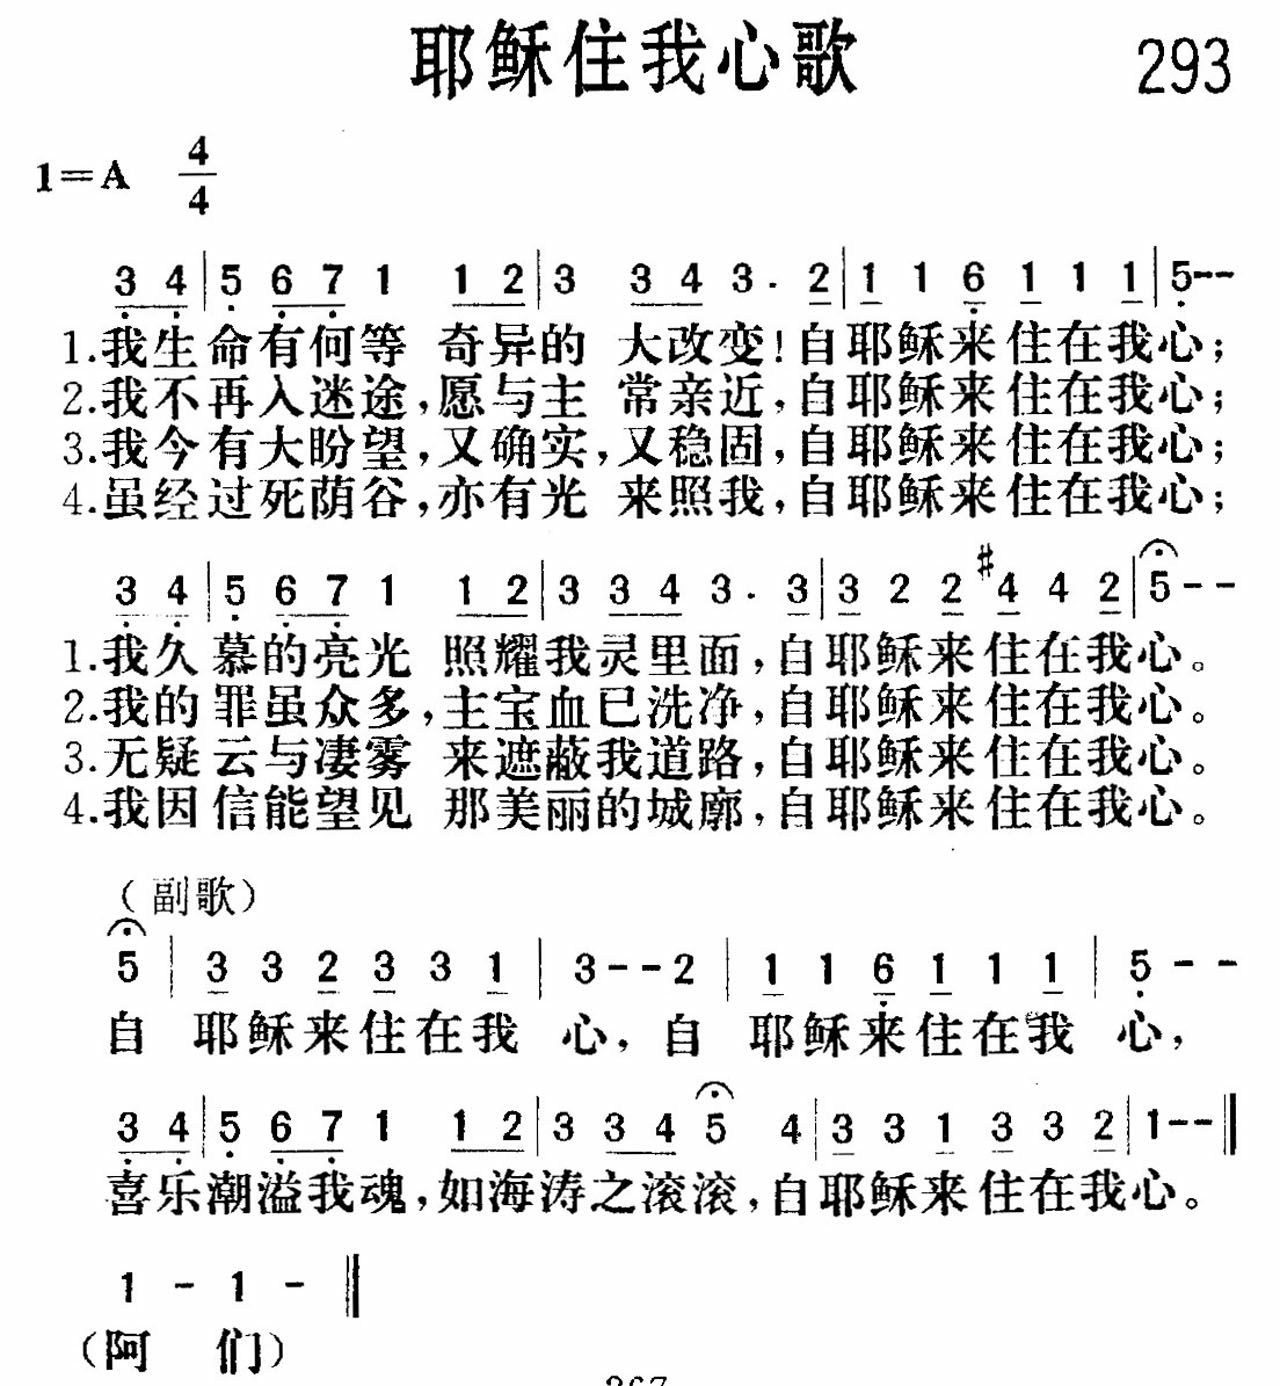 耶稣住我心歌 293
1=A 4/4
3 4 | 5 6 7 1 1 2 | 3 3 4 3 . 2 | 1 1 6 1 1 1 | 5--
1.我生命有何等 奇异的 大改变!自耶稣来住在我心;
2.我不再入迷途,愿与主 常亲近,自耶稣来住在我心;
3.我今有大盼望,又确实,又稳固,自耶稣来住在我心;
4.虽经过死荫谷,亦有光 来照我,自耶稣来住在我心;
3 4 | 5 6 7 1 1 2 | 3 3 4 3 . 3 | 3 2 2 #4 4 2 | 5--
1.我久慕的亮光 照耀我灵里面,自耶稣来住在我心。
2.我的罪虽众多,主宝血已洗净,自耶稣来住在我心。
3.无疑云与凄雾 来遮蔽我道路,自耶稣来住在我心。
4.我因信能望见 那美丽的城廓,自耶稣来住在我心。
(副歌)
5 | 3 3 2 3 3 1 | 3--2 | 1 1 6 1 1 1 | 5--
自 耶稣来住在我 心,自 耶稣来住在我 心,
3 4 | 5 6 7 1 1 2 | 3 3 4 5 4 | 3 3 1 3 3 2 | 1--
喜乐潮溢我魂,如海涛之滚滚,自耶稣来住在我心。
1 - 1 -
(阿 们)
267